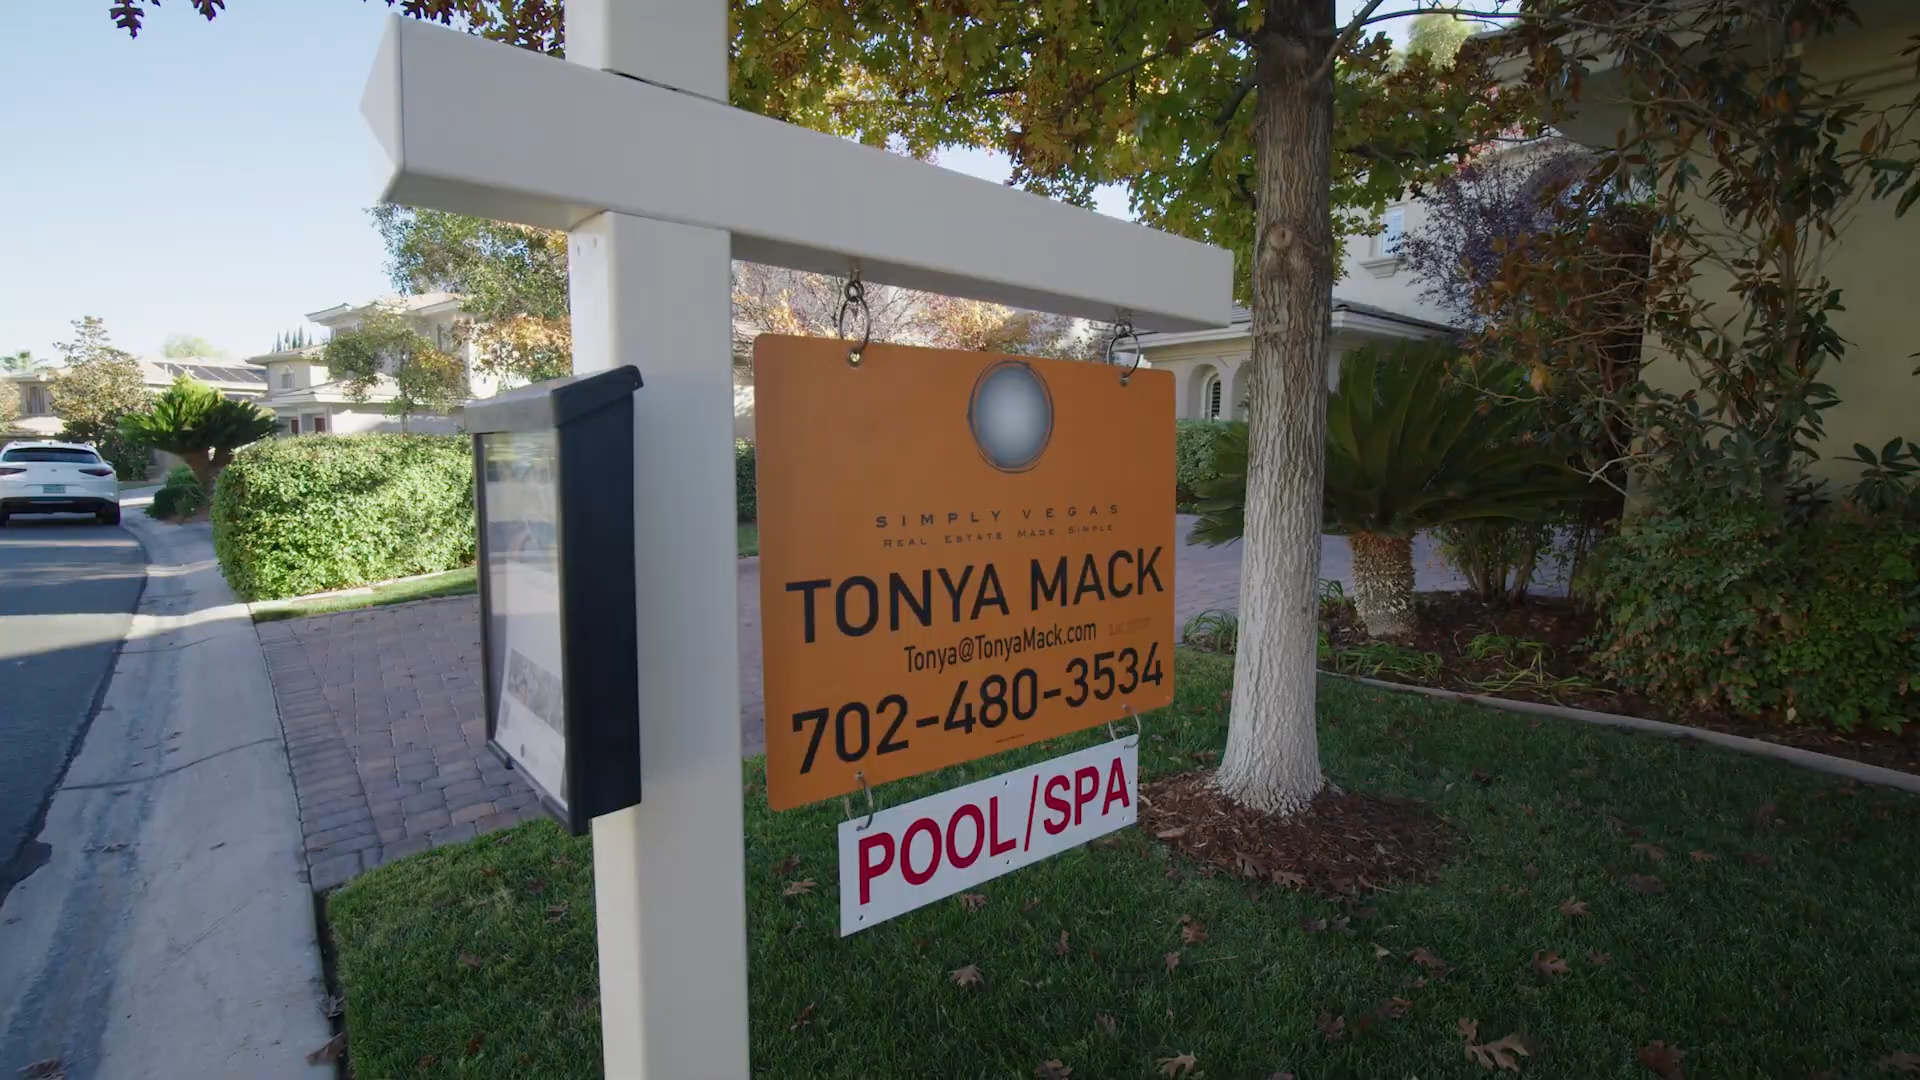 SIMPLY VEGAS
REAL ESTATE MADE SIMPLE
TONYA MACK
Tonya@TonyaMack.com
702-480-3534
POOL/SPA